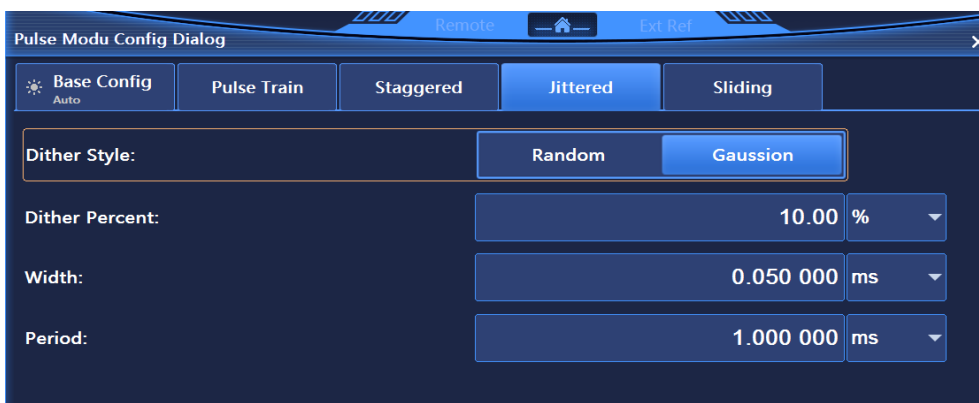 Remote
Ext Ref
Pulse Modu Config Dialog
Base Config
Auto
Pulse Train
Staggered
Jittered
Sliding
Dither Style:
Random
Gaussion
Dither Percent:
10.00 %
Width:
0.050 000 ms
Period:
1.000 000 ms